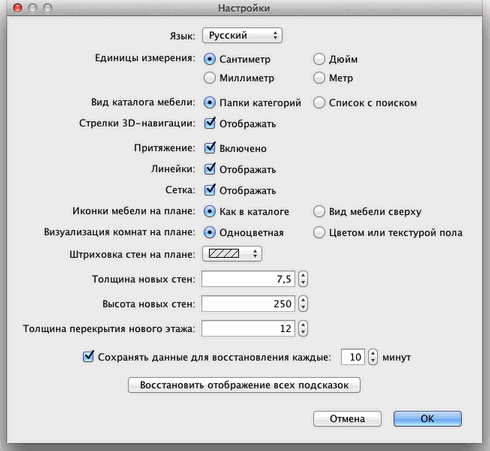 Настройки
Язык: Русский
Единицы измерения: Сантиметр Дюйм
Миллиметр Метр
Вид каталога мебели: Папки категорий Список с поиском
Стрелки 3D-навигации: Отображать
Притяжение: Включено
Линейки: Отображать
Сетка: Отображать
Иконки мебели на плане: Как в каталоге Вид мебели сверху
Визуализация комнат на плане: Одноцветная Цветом или текстурой пола
Штриховка стен на плане:
Толщина новых стен: 7,5
Высота новых стен: 250
Толщина перекрытия нового этажа: 12
Сохранять данные для восстановления каждые: 10 минут
Восстановить отображение всех подсказок
Отмена OK